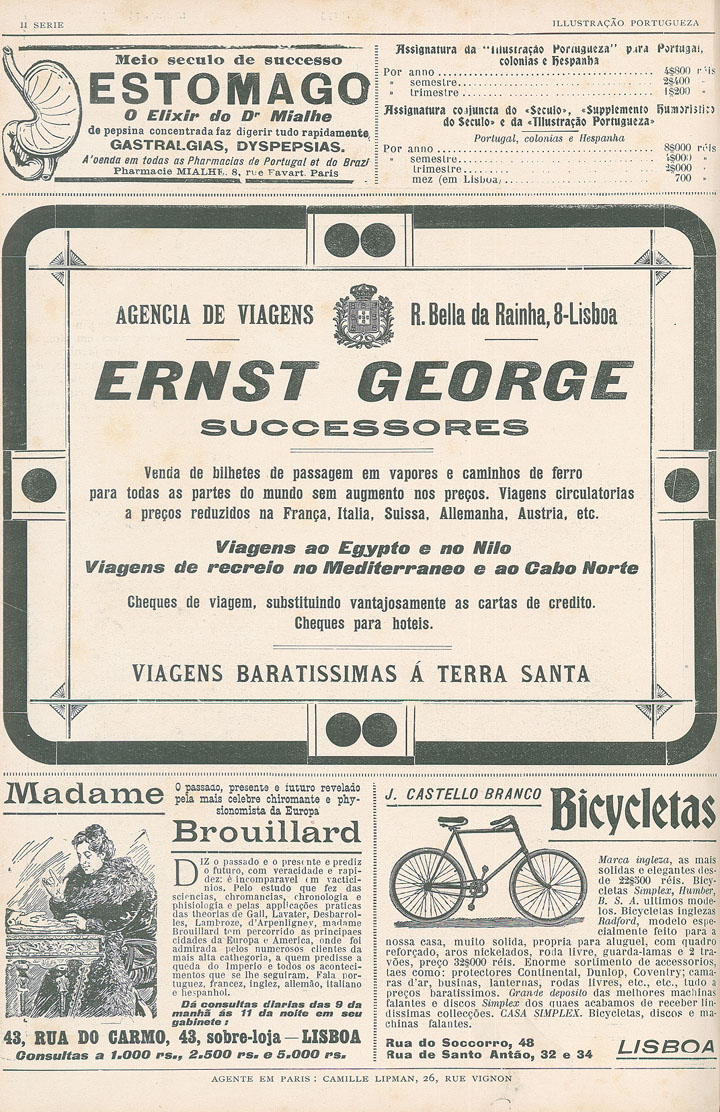 II SERIE
ILLUSTRAÇÃO PORTUGUEZA
Meio seculo de successo
ESTOMAGO
O Elixir do Dr Mialhe
de pepsina concentrada faz digerir tudo rapidamente,
GASTRALGIAS, DYSPEPSIAS.
A'oenda em todas as Pharmacias de Portugal et do Brazil
Pharmacie MIALHE, 8, rue Favart, Paris
Assignatura da "Illustração Portugueza" para Portugal,
colonias e Hespanha
Por anno 4$800 réis
" semestre 2$400 "
" trimestre 1$200 "
Assignatura conjuncta do «Seculo», «Supplemento Humoristico
do Seculo» e da «Illustração Portugueza»
Portugal, colonias e Hespanha
Por anno 8$000 réis
" semestre 4$000 "
" trimestre 2$000 "
mez (em Lisboa) 700 "
AGENCIA DE VIAGENS
R. Bella da Rainha, 8-Lisboa
ERNST GEORGE
SUCCESSORES
Venda de bilhetes de passagem em vapores e caminhos de ferro
para todas as partes do mundo sem augmento nos preços. Viagens circulatorias
a preços reduzidos na França, Italia, Suissa, Allemanha, Austria, etc.
Viagens ao Egypto e no Nilo
Viagens de recreio no Mediterraneo e ao Cabo Norte
Cheques de viagem, substituindo vantajosamente as cartas de credito.
Cheques para hoteis.
VIAGENS BARATISSIMAS Á TERRA SANTA
Madame
O passado, presente e futuro revelado
pela mais celebre chiromante e phy-
sionomista da Europa
Brouillard
DIZ o passado e o presente e prediz
o futuro, com veracidade e rapi-
dez: é incomparavel em vactici-
nios. Pelo estudo que fez das
sciencias, chromancias, chronologia e
phisiologia e pelas applicações praticas
das theorias de Gall, Lavater, Desbarrol-
les, Lambroze, d'Arpenligney, madame
Brouillard tem percorrido as principaes
cidades da Europa e America, onde foi
admirada pelos numerosos clientes da
mais alta cathegoria, a quem predisse a
queda do Imperio e todos os aconteci-
mentos que se lhe seguiram. Fala por-
tuguez, francez, inglez, allemão, italiano
e hespanhol.
Dá consultas diarias das 9 da
manhã ás 11 da noite em seu
gabinete:
43, RUA DO CARMO, 43, sobre-loja — LISBOA
Consultas a 1.000 rs., 2.500 rs. e 5.000 rs.
J. CASTELLO BRANCO
Bicycletas
Marca ingleza, as mais
solidas e elegantes des-
de 22$500 réis. Bicy-
cletas Simplex, Humber,
B. S. A. ultimos mode-
los. Bicycletas inglezas
Radford, modelo espe-
cialmente feito para a
nossa casa, muito solida, propria para aluguel, com quadro
reforçado, aros nickelados, roda livre, guarda-lamas e 2 tra-
vões, preço 32$000 réis. Enorme sortimento de accessorios,
taes como: protectores Continental, Dunlop, Coventry; cama-
ras d'ar, businas, lanternas, rodas livres, etc., etc., tudo a
preços baratissimos. Grande deposito das melhores machinas
falantes e discos Simplex dos quaes acabamos de receber lin-
dissimas collecções. CASA SIMPLEX. Bicycletas, discos e ma-
chinas falantes.
Rua do Soccorro, 48
Rua de Santo Antão, 32 e 34
LISBOA
AGENTE EM PARIS: CAMILLE LIPMAN, 26, RUE VIGNON